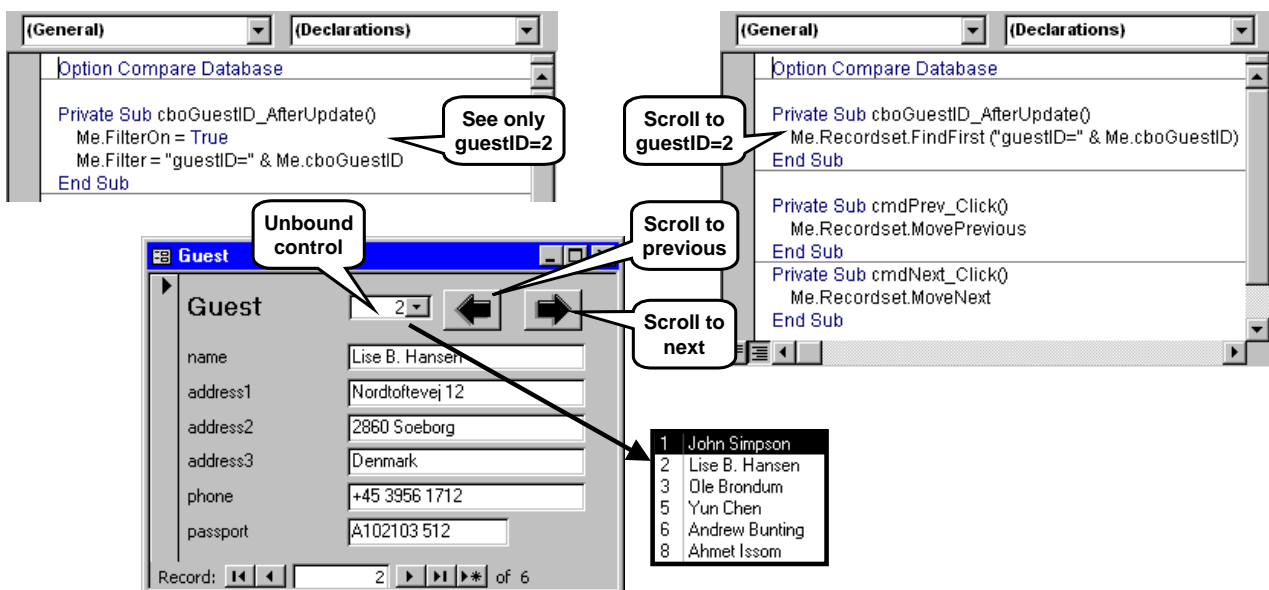 (General)
(Declarations)
Option Compare Database
Private Sub cboGuestID_AfterUpdate()
Me.FilterOn = True
Me.Filter = "guestID=" & Me.cboGuestID
End Sub
See only
guestID=2
(General)
(Declarations)
Option Compare Database
Private Sub cboGuestID_AfterUpdate()
Me.Recordset.FindFirst ("guestID=" & Me.cboGuestID)
End Sub
Private Sub cmdPrev_Click()
Me.Recordset.MovePrevious
End Sub
Private Sub cmdNext_Click()
Me.Recordset.MoveNext
End Sub
Scroll to
guestID=2
Unbound
control
Scroll to
previous
Scroll to
next
Guest
Guest
2
name
Lise B. Hansen
address1
Nordtoftevej 12
address2
2860 Soeborg
address3
Denmark
phone
+45 3956 1712
passport
A102103 512
Record: 2 of 6
1 John Simpson
2 Lise B. Hansen
3 Ole Brondum
5 Yun Chen
6 Andrew Bunting
8 Ahmet Issom